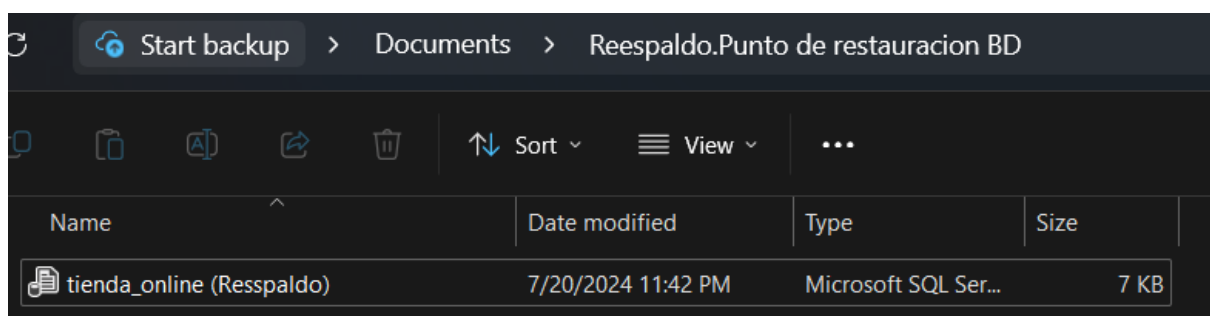 Start backup > Documents > Reespaldo.Punto de restauracion BD
Sort View ...
Name Date modified Type Size
tienda_online (Resspaldo) 7/20/2024 11:42 PM Microsoft SQL Ser... 7 KB